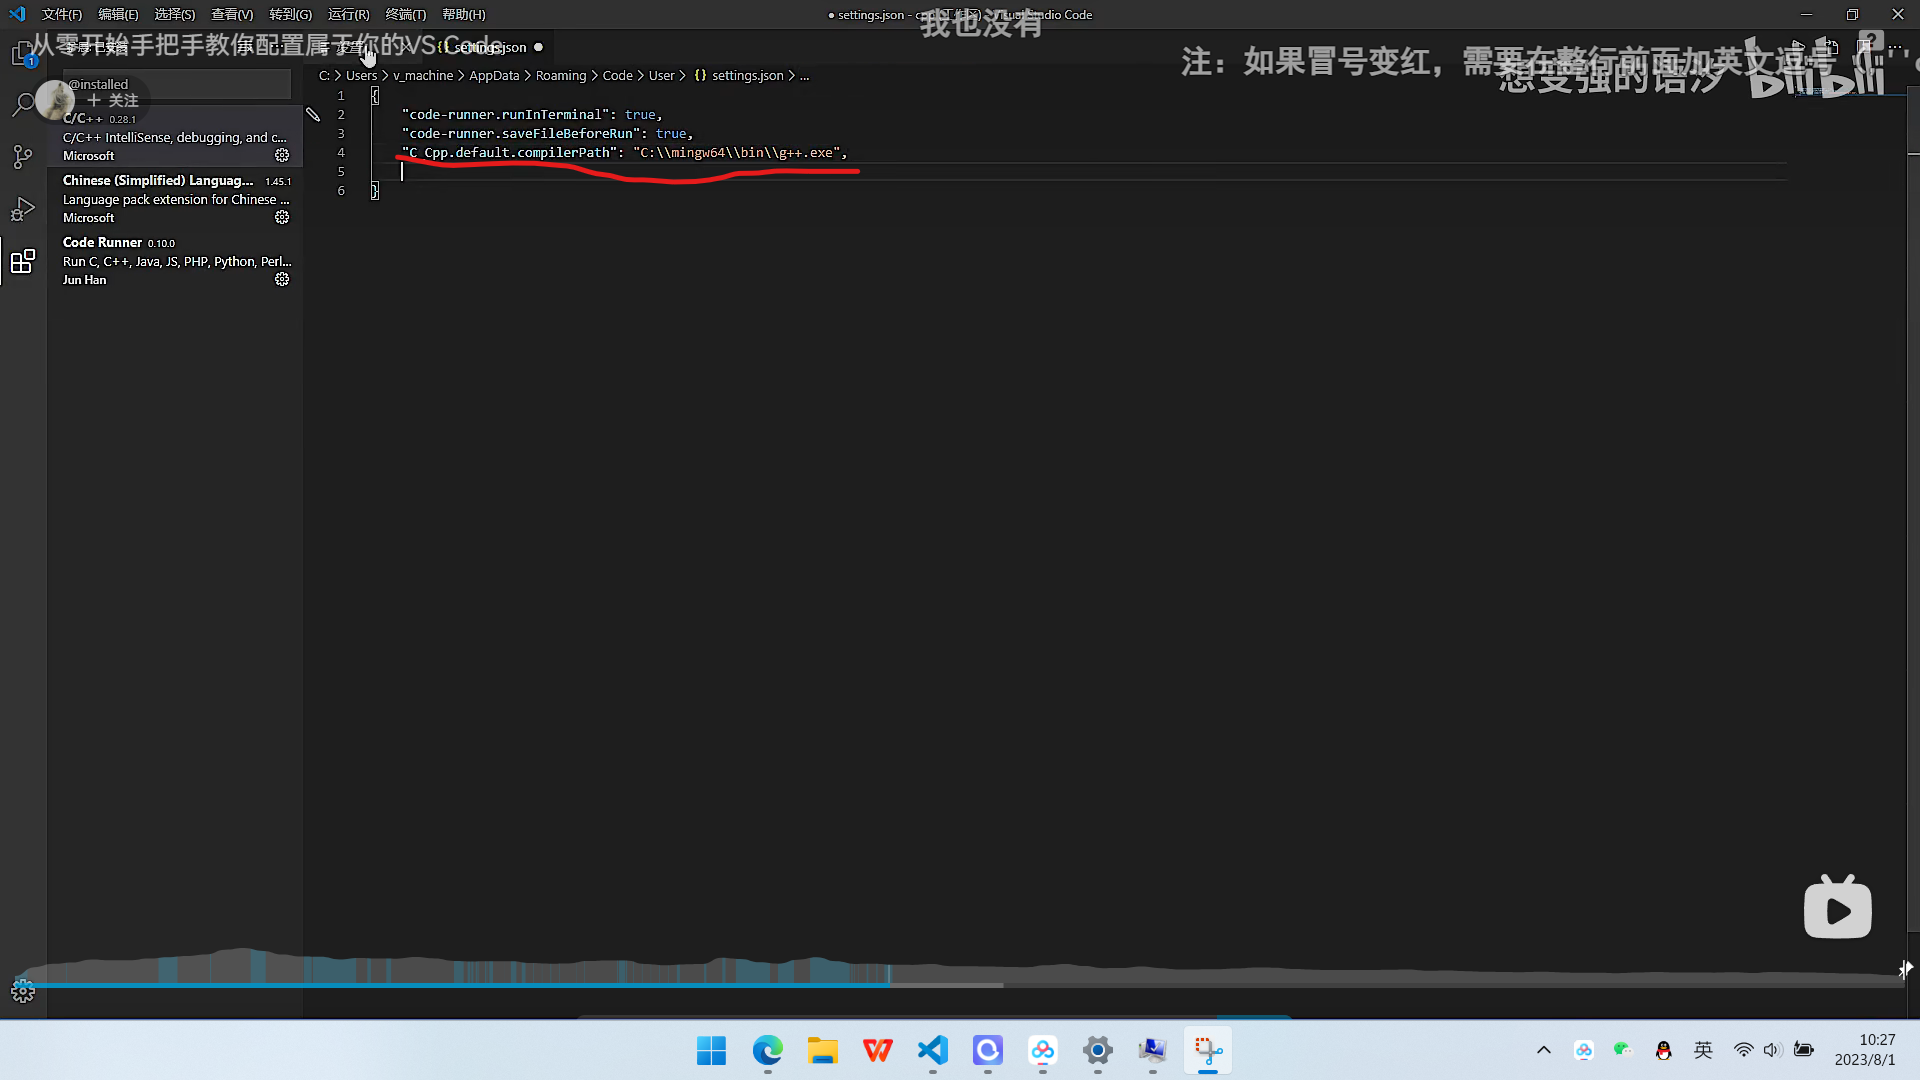 文件(F) 编辑(E) 选择(S) 查看(V) 转到(G) 运行(R) 终端(T) 帮助(H)
● settings.json - cpp (工作区) - Visual Studio Code
我也没有
从零开始手把手教你配置属于你的VS Code
settings.json
注：如果冒号变红，需要在整行前面加英文逗号（，
bilibili
C: > Users > v_machine > AppData > Roaming > Code > User > {} settings.json > ...
@installed
+ 关注
C/C++ 0.28.1
C/C++ IntelliSense, debugging, and c...
Microsoft
Chinese (Simplified) Languag... 1.45.1
Language pack extension for Chinese ...
Microsoft
Code Runner 0.10.0
Run C, C++, Java, JS, PHP, Python, Perl...
Jun Han
1 {
2 "code-runner.runInTerminal": true,
3 "code-runner.saveFileBeforeRun": true,
4 "C_Cpp.default.compilerPath": "C:\\mingw64\\bin\\g++.exe",
5
6 }
1
英
10:27
2023/8/1